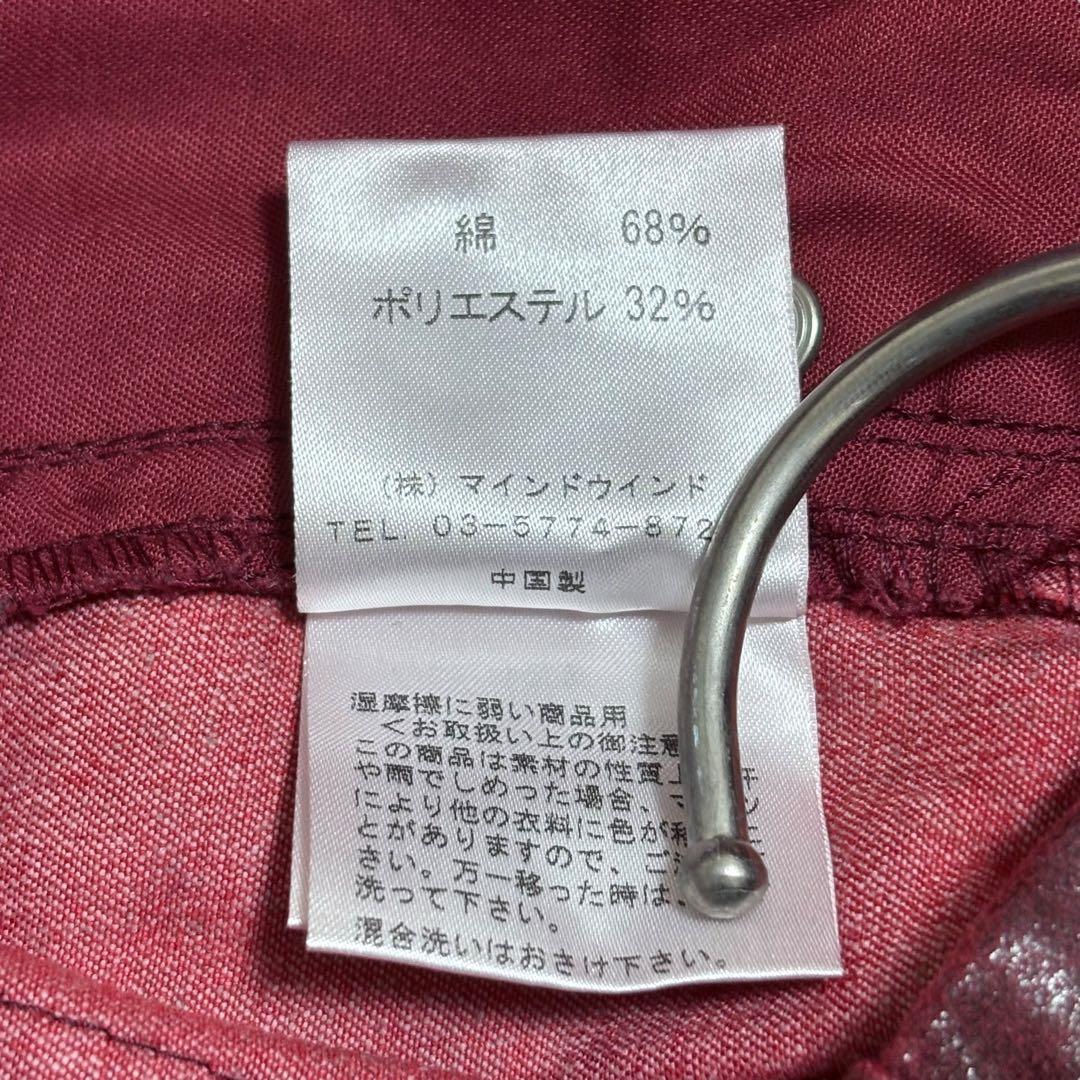 綿 68%
ポリエステル 32%
(株) マインドウインド
TEL 03-5774-872
中国製
湿摩擦に弱い商品用
<お取扱い上の御注意
この商品は素材の性質上
や雨でしめった場合、マ
により他の衣料に色が移
とがありますので、ご注
さい。万一移った時は、
洗って下さい。
混合洗いはおさけ下さい。